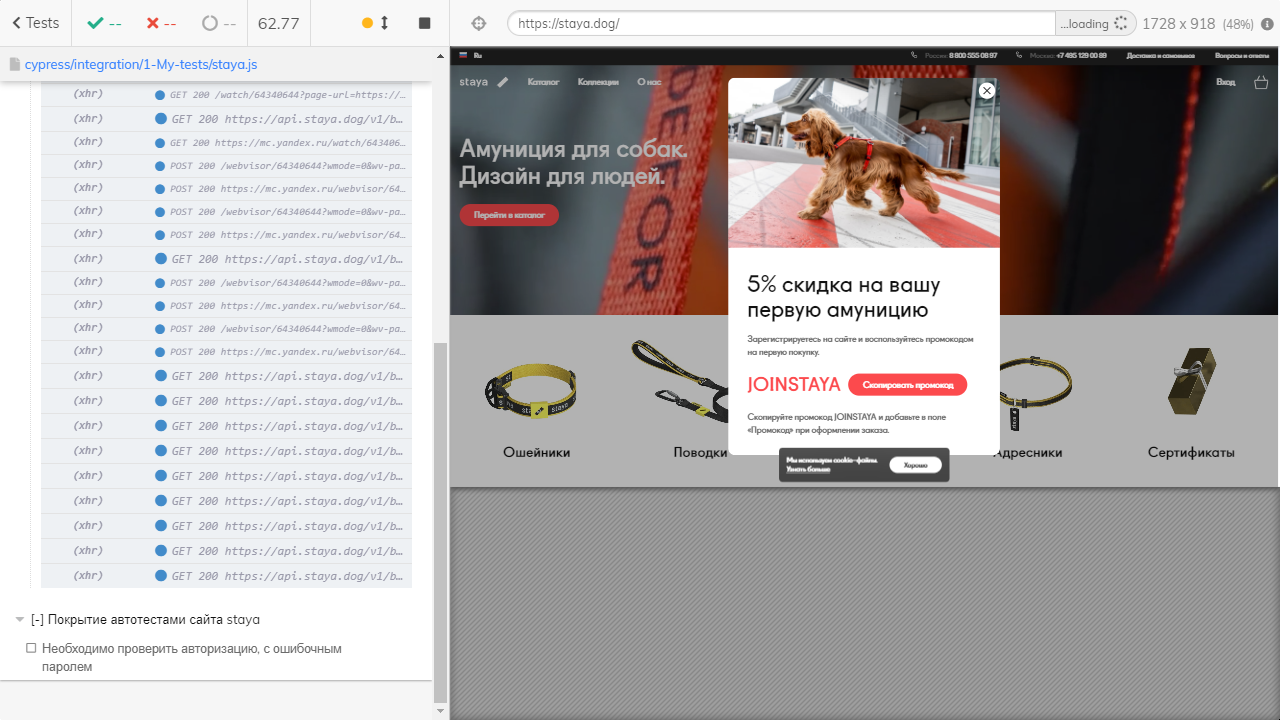 Tests
--
--
--
62.77
https://staya.dog/
...loading
1728 x 918 (48%)
cypress/integration/1-My-tests/staya.js
(xhr) GET 200 /watch/64340644?page-url=https://...
(xhr) GET 200 https://api.staya.dog/v1/b...
(xhr) GET 200 https://mc.yandex.ru/watch/643406...
(xhr) POST 200 /webvisor/64340644?wmode=0&wv-pa...
(xhr) POST 200 https://mc.yandex.ru/webvisor/64...
(xhr) POST 200 /webvisor/64340644?wmode=0&wv-pa...
(xhr) POST 200 https://mc.yandex.ru/webvisor/64...
(xhr) GET 200 https://api.staya.dog/v1/b...
(xhr) POST 200 /webvisor/64340644?wmode=0&wv-pa...
(xhr) POST 200 https://mc.yandex.ru/webvisor/64...
(xhr) POST 200 /webvisor/64340644?wmode=0&wv-pa...
(xhr) POST 200 https://mc.yandex.ru/webvisor/64...
(xhr) GET 200 https://api.staya.dog/v1/b...
(xhr) GET 200 https://api.staya.dog/v1/b...
(xhr) GET 200 https://api.staya.dog/v1/b...
(xhr) GET 200 https://api.staya.dog/v1/b...
(xhr) GET 200 https://api.staya.dog/v1/b...
(xhr) GET 200 https://api.staya.dog/v1/b...
(xhr) GET 200 https://api.staya.dog/v1/b...
(xhr) GET 200 https://api.staya.dog/v1/b...
(xhr) GET 200 https://api.staya.dog/v1/b...
[-] Покрытие автотестами сайта staya
Необходимо проверить авторизацию, с ошибочным
паролем
Ru
Россия: 8 800 555 08 97
Москва: +7 495 129 00 89
Доставка и самовывоз
Вопросы и ответы
staya
Каталог
Коллекции
О нас
Вход
Амуниция для собак.
Дизайн для людей.
Перейти в каталог
5% скидка на вашу
первую амуницию
Зарегистрируетесь на сайте и воспользуйтесь промокодом
на первую покупку.
JOINSTAYA
Скопировать промокод
Скопируйте промокод JOINSTAYA и добавьте в поле
«Промокод» при оформлении заказа.
Ошейники
Поводки
Адресники
Сертификаты
Мы используем cookie-файлы.
Узнать больше
Хорошо